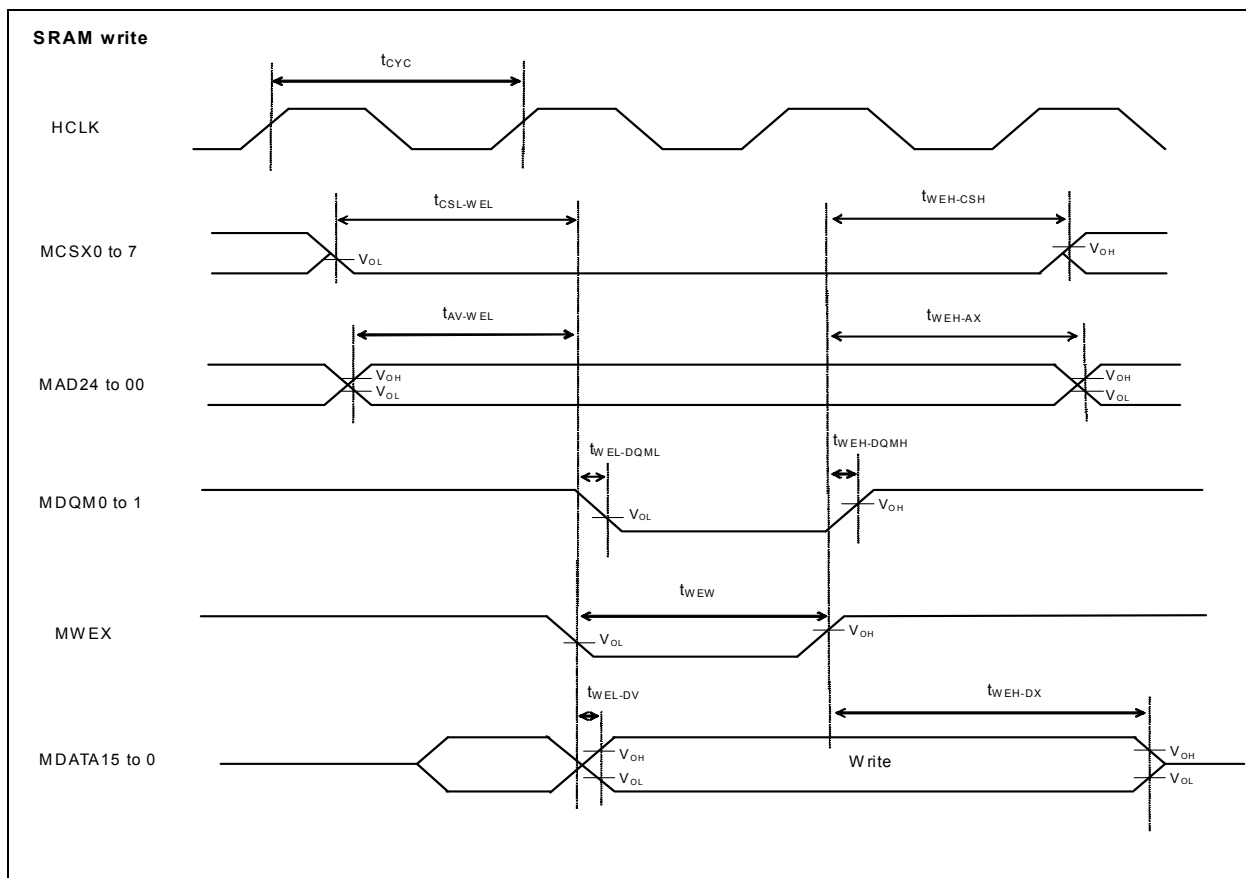 SRAM write
tCYC
HCLK
tCSL-WEL tWEH-CSH
MCSX0 to 7 VOL VOH
tAV-WEL tWEH-AX
MAD24 to 00 VOH VOH
VOL VOL
tWEL-DQML tWEH-DQMH
MDQM0 to 1 VOL VOH
tWEW
MWEX VOL VOH
tWEL-DV tWEH-DX
MDATA15 to 0 VOH Write VOH
VOL VOL